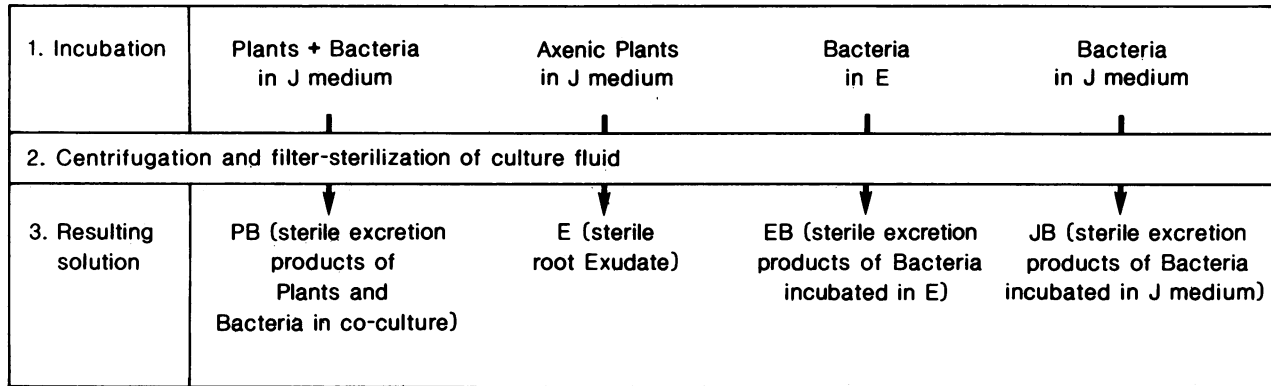 1. Incubation
Plants + Bacteria
in J medium
Axenic Plants
in J medium
Bacteria
in E
Bacteria
in J medium
2. Centrifugation and filter-sterilization of culture fluid
3. Resulting
solution
PB (sterile excretion
products of
Plants and
Bacteria in co-culture)
E (sterile
root Exudate)
EB (sterile excretion
products of Bacteria
incubated in E)
JB (sterile excretion
products of Bacteria
incubated in J medium)